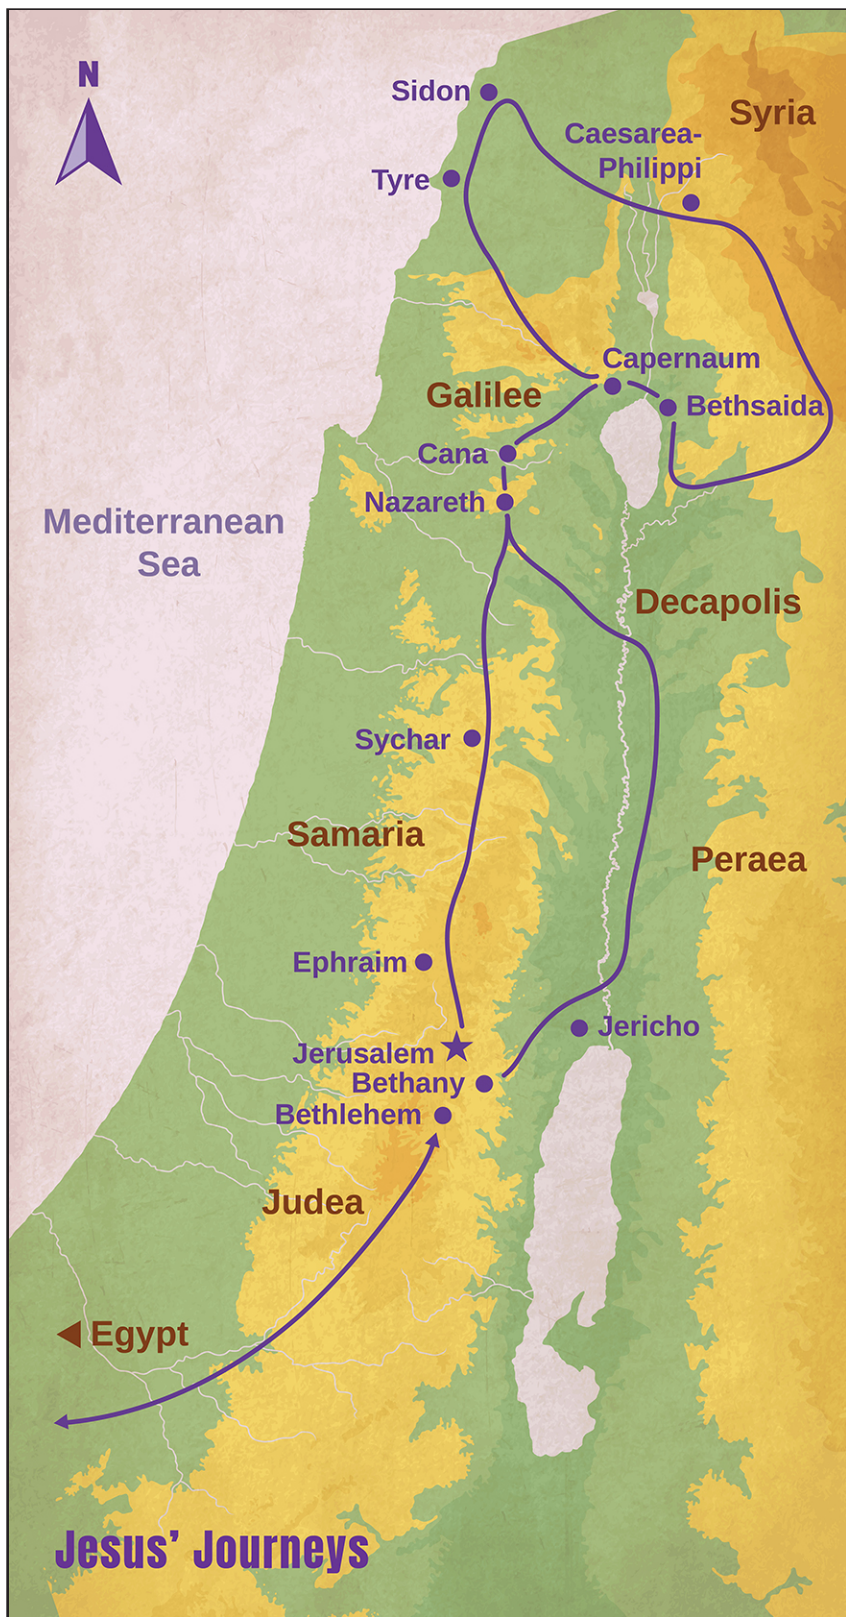 N
Sidon
Syria
Caesarea-
Philippi
Tyre
Capernaum
Galilee
Bethsaida
Cana
Nazareth
Mediterranean
Sea
Decapolis
Sychar
Samaria
Peraea
Ephraim
Jericho
Jerusalem
Bethany
Bethlehem
Judea
Egypt
Jesus’ Journeys